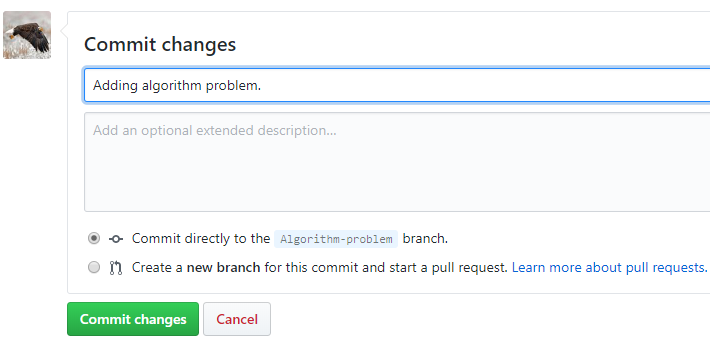 Commit changes
Adding algorithm problem.
Add an optional extended description...
Commit directly to the Algorithm-problem branch.
Create a new branch for this commit and start a pull request. Learn more about pull requests.
Commit changes Cancel